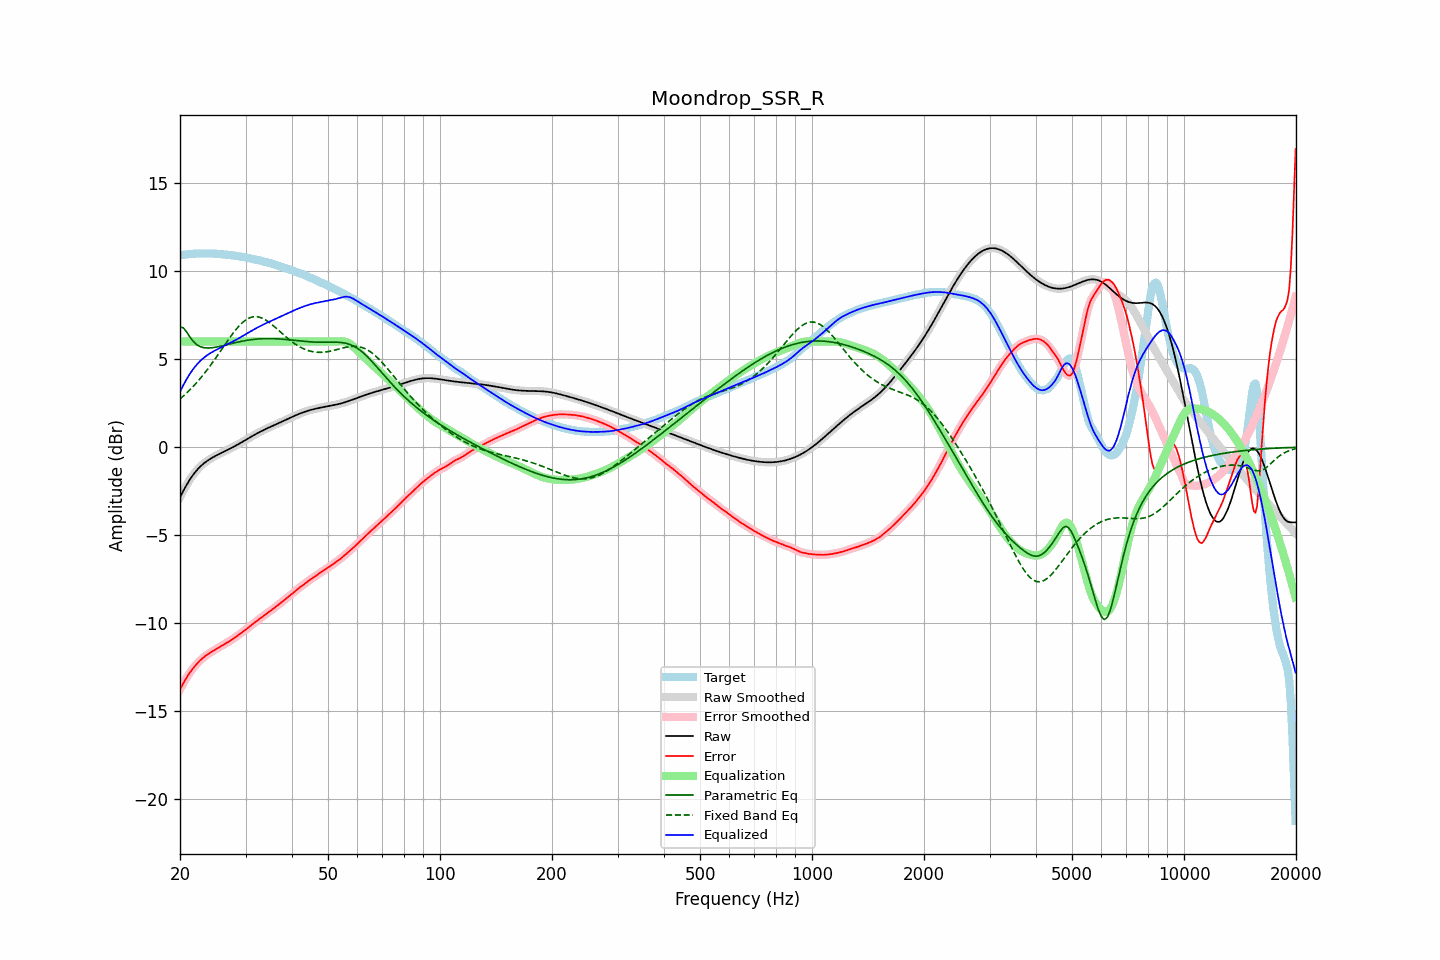 Moondrop_SSR_R
Amplitude (dBr)
15
10
5
0
−5
−10
−15
−20
Target
Raw Smoothed
Error Smoothed
Raw
Error
Equalization
Parametric Eq
Fixed Band Eq
Equalized
20 50 100 200 500 1000 2000 5000 10000 20000
Frequency (Hz)